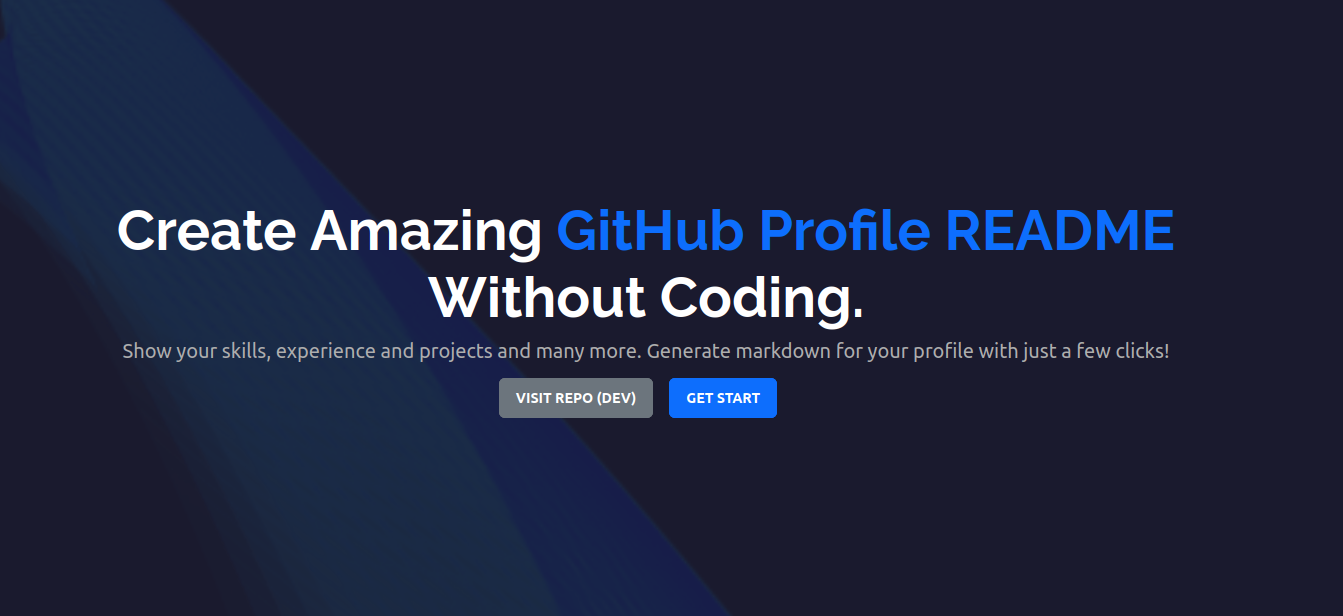 Create Amazing GitHub Profile README
Without Coding.
Show your skills, experience and projects and many more. Generate markdown for your profile with just a few clicks!
VISIT REPO (DEV) GET START